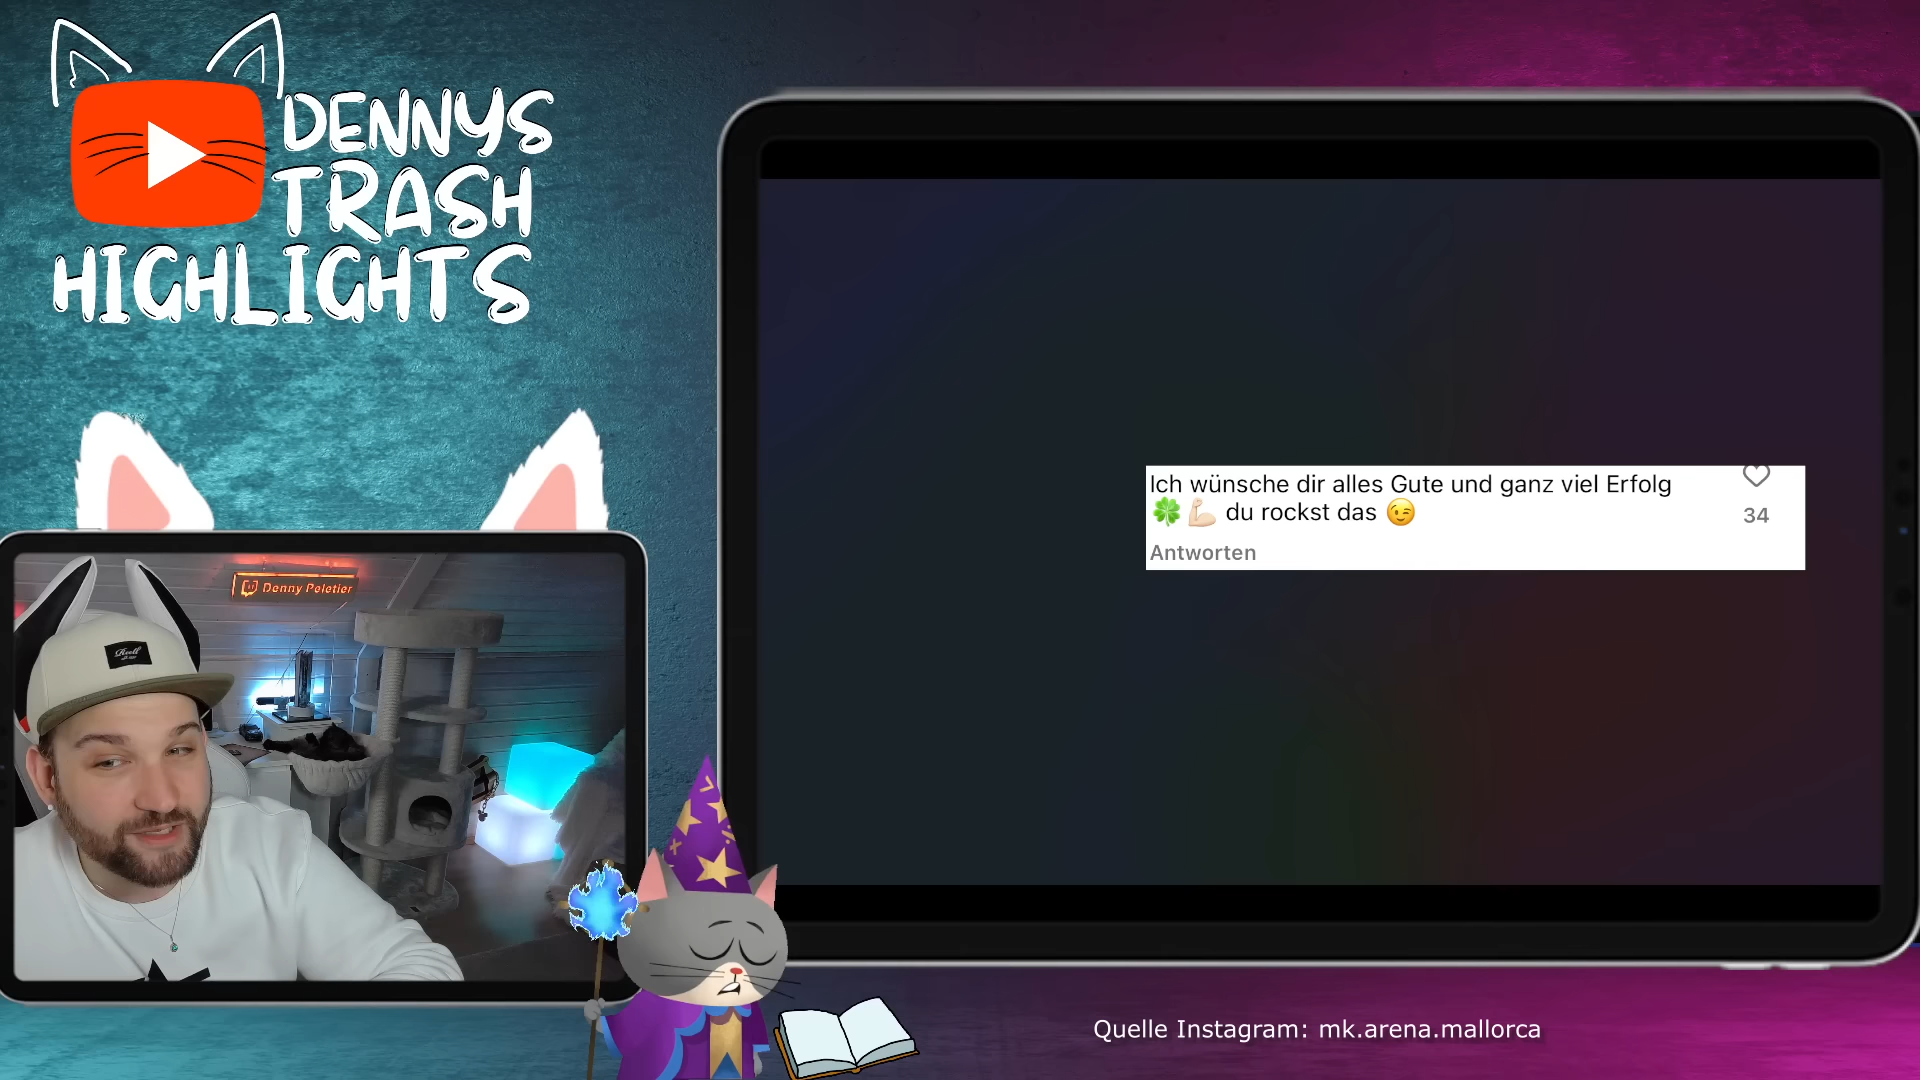 DENNYS
TRASH
HIGHLIGHTS
Ich wünsche dir alles Gute und ganz viel Erfolg
🍀💪🏻 du rockst das 😉
34
Antworten
Denny Peletier
Quelle Instagram: mk.arena.mallorca